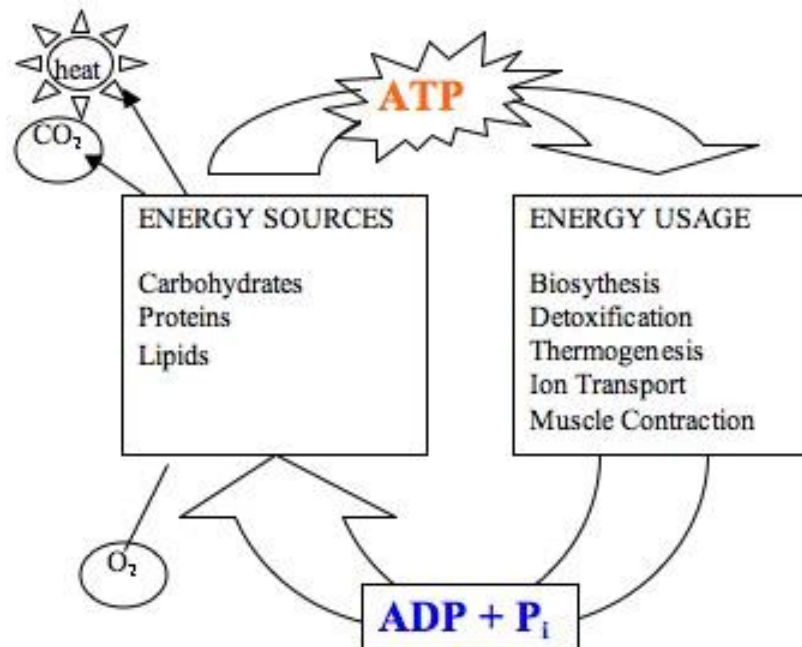 heat
ATP
CO₂
ENERGY SOURCES
Carbohydrates
Proteins
Lipids
ENERGY USAGE
Biosythesis
Detoxification
Thermogenesis
Ion Transport
Muscle Contraction
O₂
ADP + Pᵢ